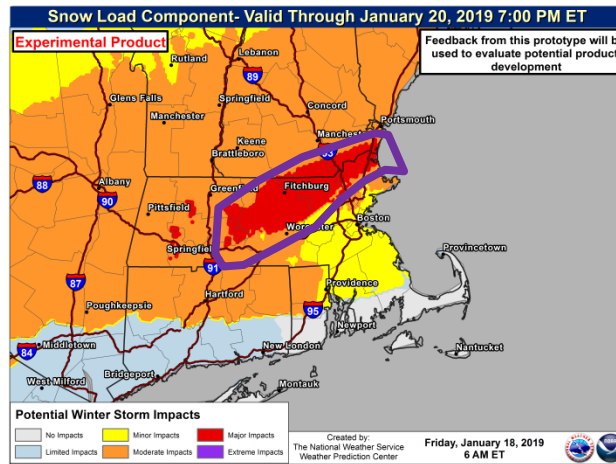 Snow Load Component- Valid Through January 20, 2019 7:00 PM ET
Experimental Product
Feedback from this prototype will be
used to evaluate potential product
development
Rutland
Lebanon
89
Glens Falls
Springfield
Concord
Manchester
Portsmouth
Keene
Manchester
Brattleboro
93
88
Albany
Greenfield
Fitchburg
90
Pittsfield
Worcester
Boston
Springfield
Provincetown
91
87
Hartford
Providence
Poughkeepsie
95
Newport
84
Middletown
New London
Nantucket
Bridgeport
West Milford
Montauk
Potential Winter Storm Impacts
No Impacts
Minor Impacts
Major Impacts
Limited Impacts
Moderate Impacts
Extreme Impacts
Created by:
The National Weather Service
Weather Prediction Center
Friday, January 18, 2019
6 AM ET